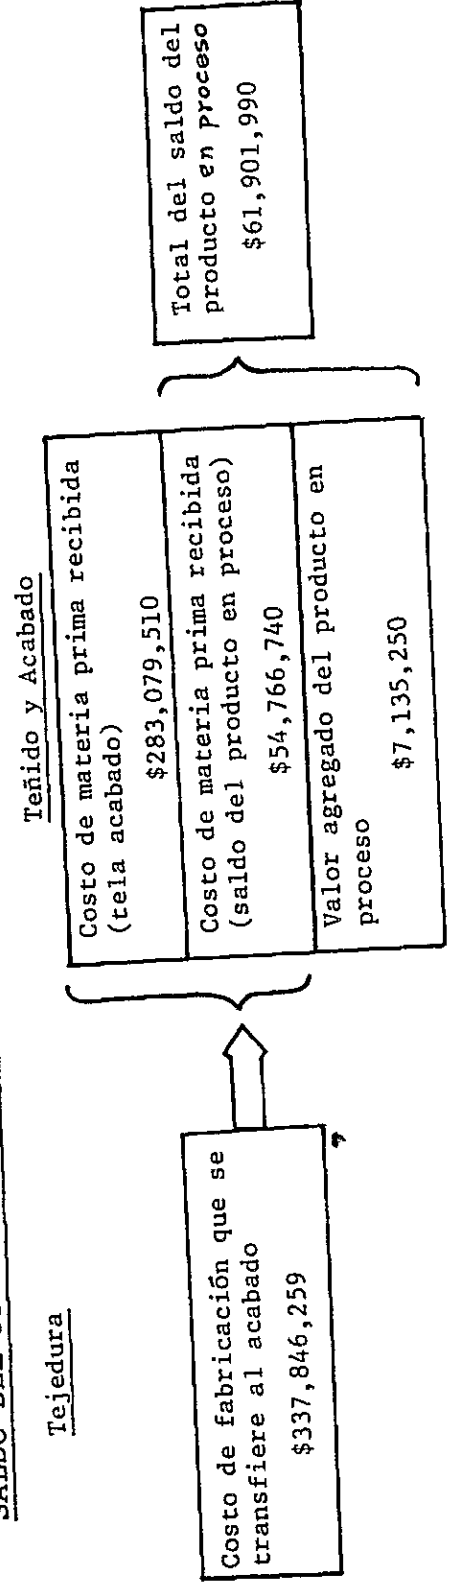 Tejedura
Costo de fabricación que se
transfiere al acabado
$337,846,259
Teñido y Acabado
Costo de materia prima recibida
(tela acabado)
$283,079,510
Costo de materia prima recibida
(saldo del producto en proceso)
$54,766,740
Valor agregado del producto en
proceso
$7,135,250
Total del saldo del
producto en proceso
$61,901,990